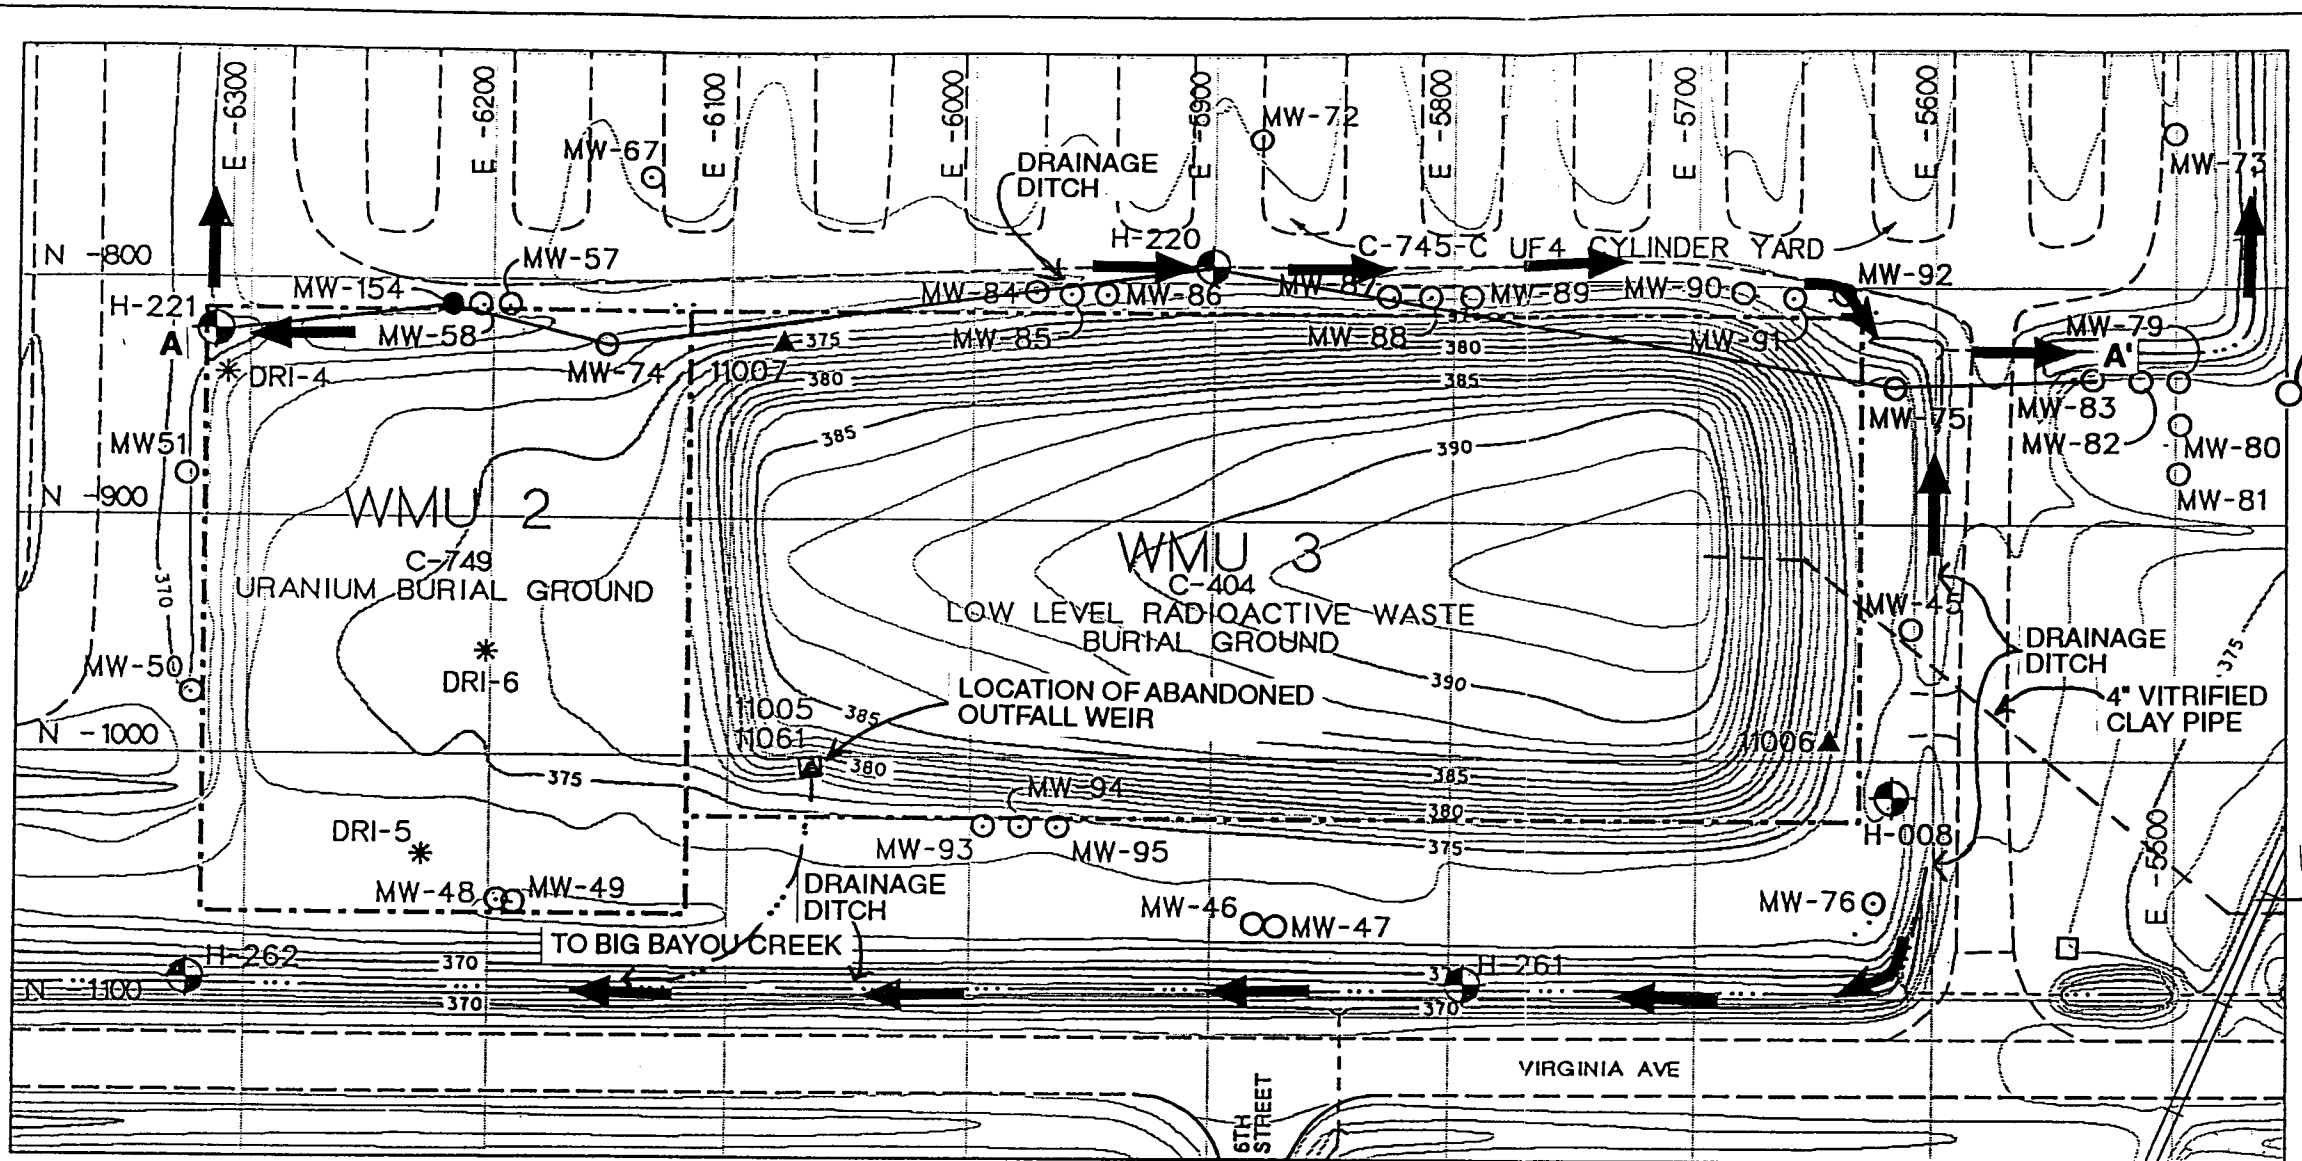 E -6300
E -6200
E -6100
E -6000
E -5900
E -5800
E -5700
E -5600
MW-72
MW-67
DRAINAGE
DITCH
MW-73
H-220
C-745-C UF4 CYLINDER YARD
N -800
MW-57
MW-154
H-221
A
MW-58
MW-84
MW-86
MW-85
MW-87
MW-89
MW-88
MW-90
MW-92
MW-91
MW-79
A'
DRI-4
MW-74
11007
375
380
380
385
MW-75
MW-83
MW-82
MW-80
MW-81
MW51
385
390
N -900
WMU 2
C-749
URANIUM BURIAL GROUND
WMU 3
C-404
LOW LEVEL RADIOACTIVE WASTE
BURIAL GROUND
370
MW-45
DRAINAGE
DITCH
375
MW-50
DRI-6
390
LOCATION OF ABANDONED
OUTFALL WEIR
4" VITRIFIED
CLAY PIPE
11005
11061
385
N -1000
11006
375
380
385
MW-94
380
H-008
DRI-5
MW-93
MW-95
375
E -5500
MW-48
MW-49
DRAINAGE
DITCH
MW-46
MW-47
MW-76
TO BIG BAYOU CREEK
H-262
370
H-261
N -1100
370
370
VIRGINIA AVE
6TH
STREET